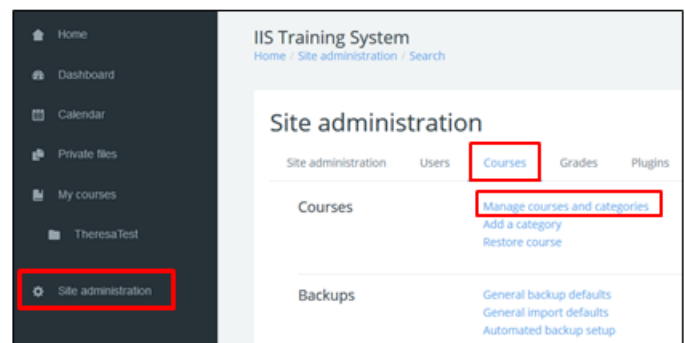 Home
Dashboard
Calendar
Private files
My courses
TheresaTest
Site administration
IIS Training System
Home / Site administration / Search
Site administration
Site administration Users Courses Grades Plugins
Courses
Manage courses and categories
Add a category
Restore course
Backups
General backup defaults
General import defaults
Automated backup setup